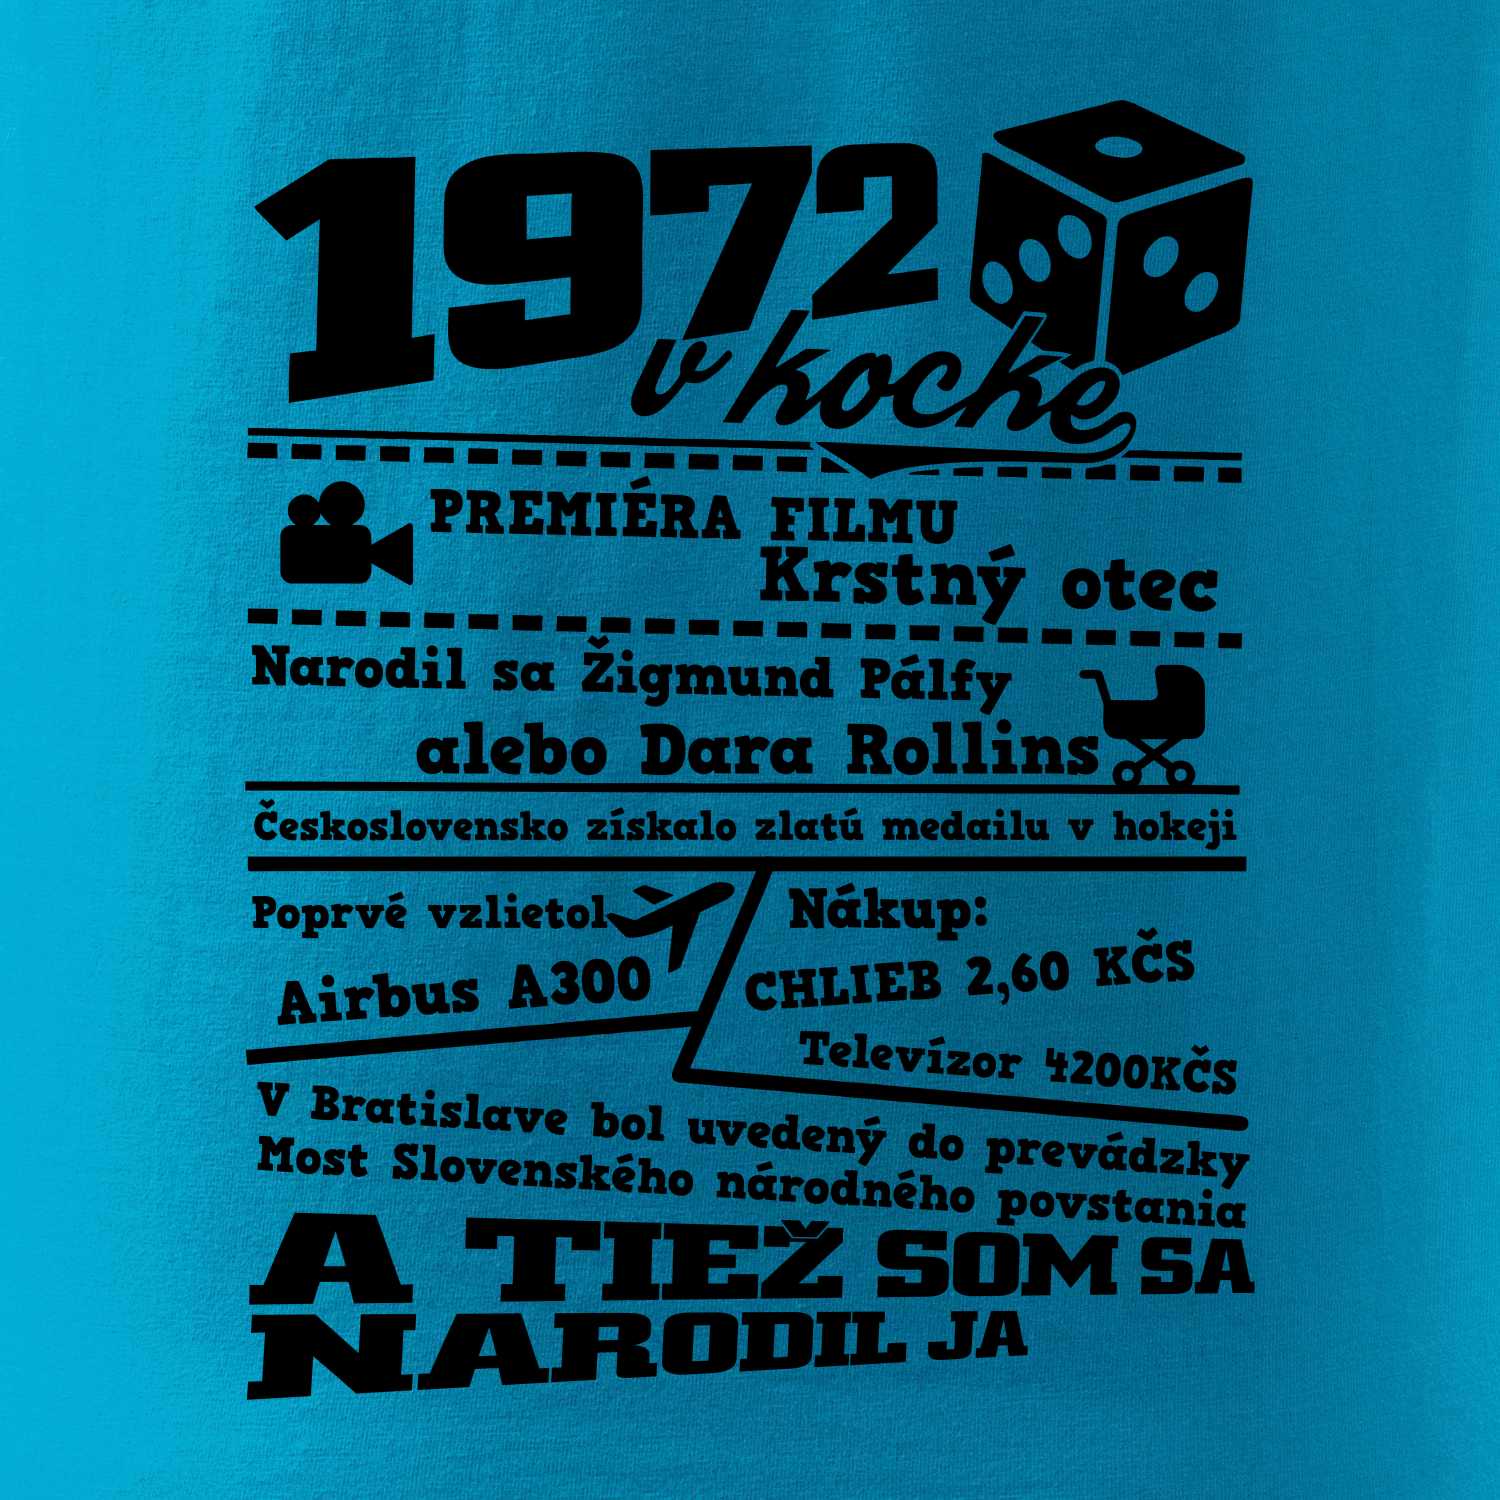 1972
v kocke
PREMIÉRA FILMU
Krstný otec
Narodil sa Žigmund Pálfy
alebo Dara Rollins
Československo získalo zlatú medailu v hokeji
Poprvé vzlietol
Airbus A300
Nákup:
CHLIEB 2,60 KČS
Televízor 4200KČS
V Bratislave bol uvedený do prevádzky
Most Slovenského národného povstania
A TIEŽ SOM SA
NARODIL JA